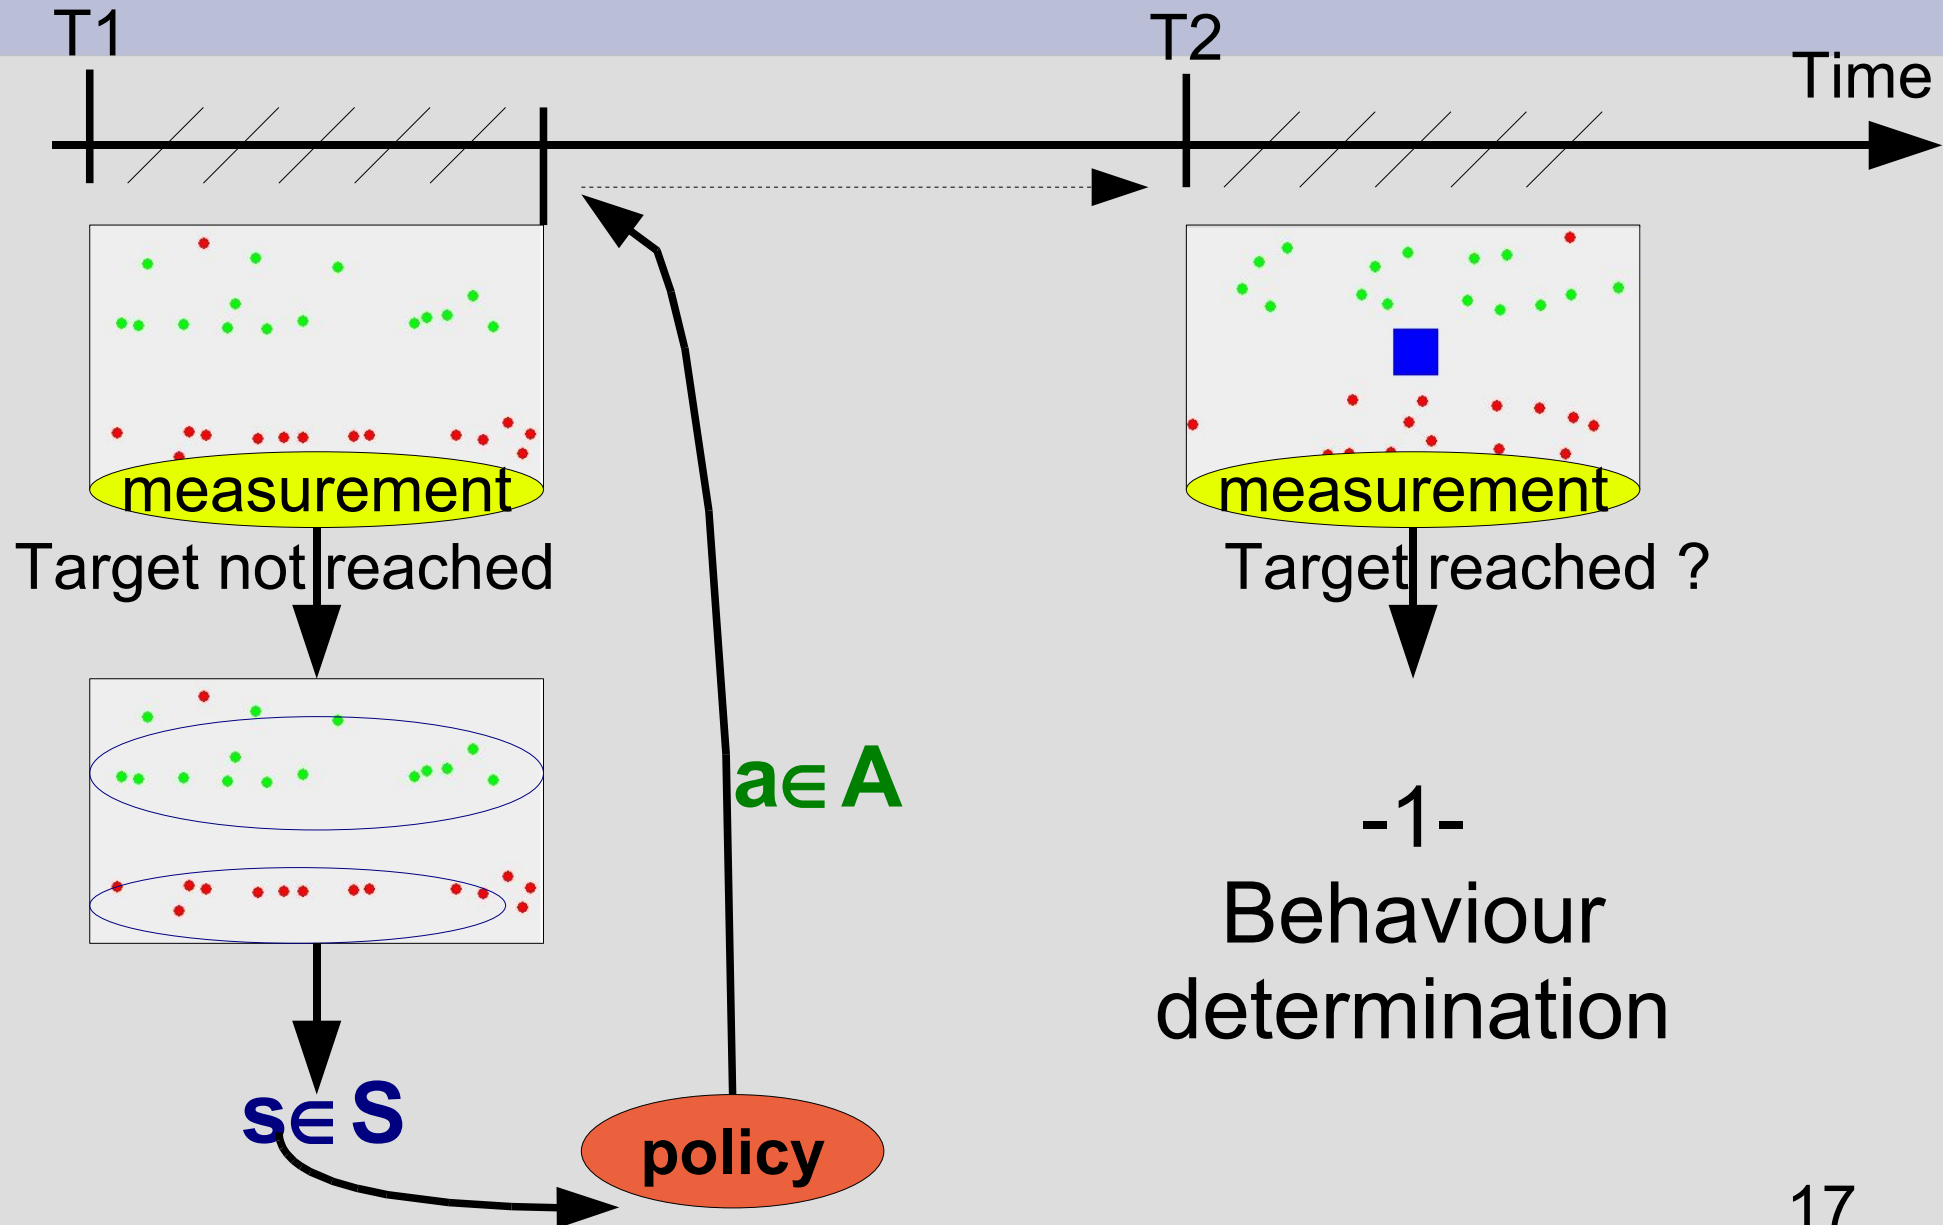 T1
T2
Time
measurement
measurement
Target not reached
Target reached ?
a∈A
-1-
Behaviour
determination
s∈S
policy
17